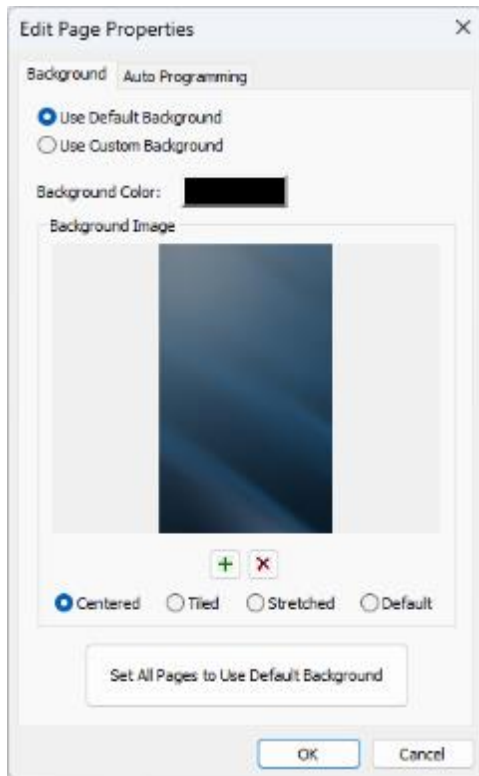 Edit Page Properties
Background Auto Programming
Use Default Background
Use Custom Background
Background Color:
Background Image
Centered Tiled Stretched Default
Set All Pages to Use Default Background
OK Cancel